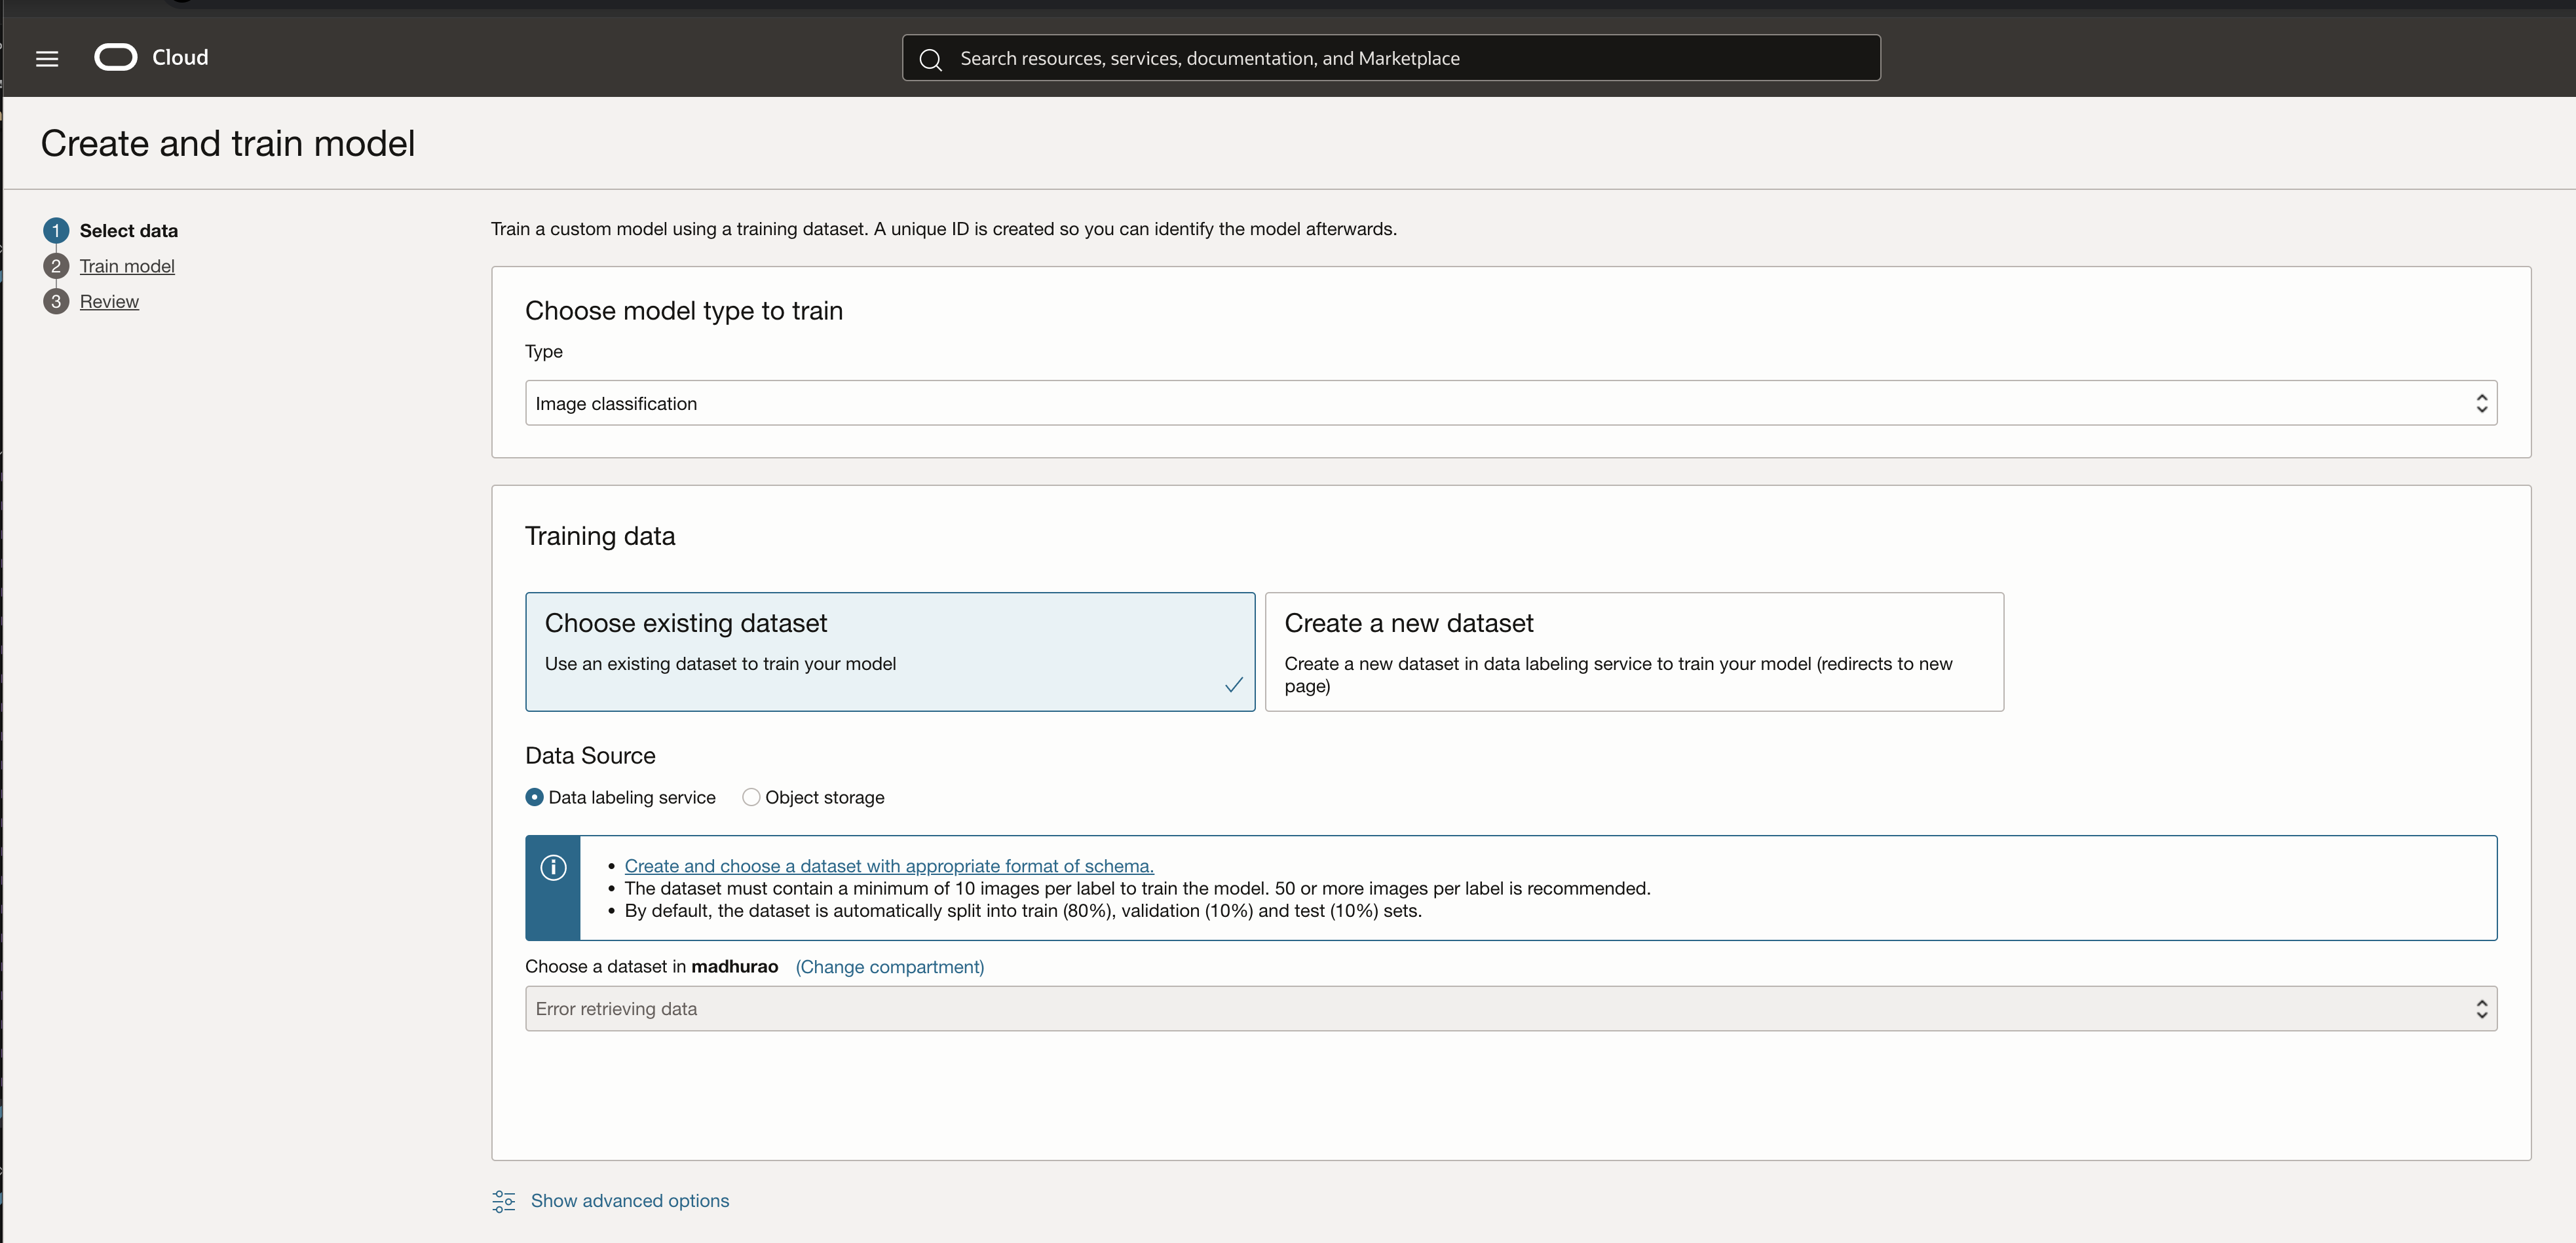 Cloud
Search resources, services, documentation, and Marketplace
Create and train model
1 Select data
2 Train model
3 Review
Train a custom model using a training dataset. A unique ID is created so you can identify the model afterwards.
Choose model type to train
Type
Image classification
Training data
Choose existing dataset
Use an existing dataset to train your model
Create a new dataset
Create a new dataset in data labeling service to train your model (redirects to new
page)
Data Source
Data labeling service
Object storage
• Create and choose a dataset with appropriate format of schema.
• The dataset must contain a minimum of 10 images per label to train the model. 50 or more images per label is recommended.
• By default, the dataset is automatically split into train (80%), validation (10%) and test (10%) sets.
Choose a dataset in madhurao (Change compartment)
Error retrieving data
Show advanced options